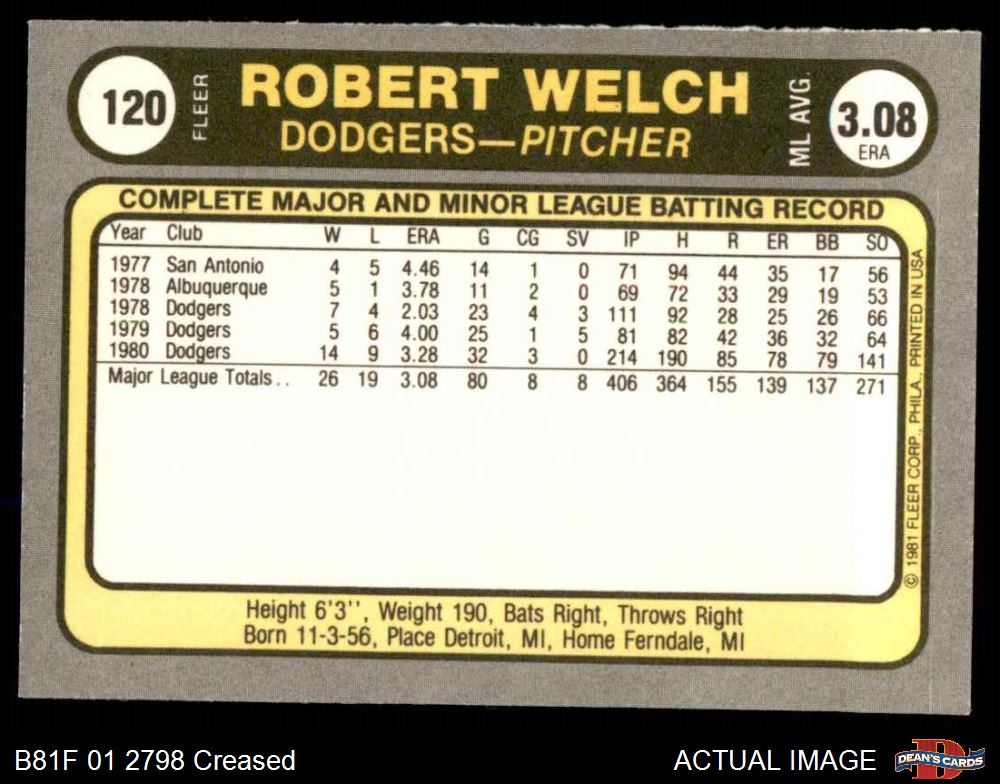 120 FLEER ROBERT WELCH ML AVG. 3.08
DODGERS—PITCHER ERA
COMPLETE MAJOR AND MINOR LEAGUE BATTING RECORD
Year Club W L ERA G CG SV IP H R ER BB SO
1977 San Antonio 4 5 4.46 14 1 0 71 94 44 35 17 56
1978 Albuquerque 5 1 3.78 11 2 0 69 72 33 29 19 53
1978 Dodgers 7 4 2.03 23 4 3 111 92 28 25 26 66
1979 Dodgers 5 6 4.00 25 1 5 81 82 42 36 32 64
1980 Dodgers 14 9 3.28 32 3 0 214 190 85 78 79 141
Major League Totals.. 26 19 3.08 80 8 8 406 364 155 139 137 271
© 1981 FLEER CORP., PHILA., PRINTED IN USA
Height 6'3'', Weight 190, Bats Right, Throws Right
Born 11-3-56, Place Detroit, MI, Home Ferndale, MI
B81F 01 2798 Creased ACTUAL IMAGE D DEAN'S CARDS